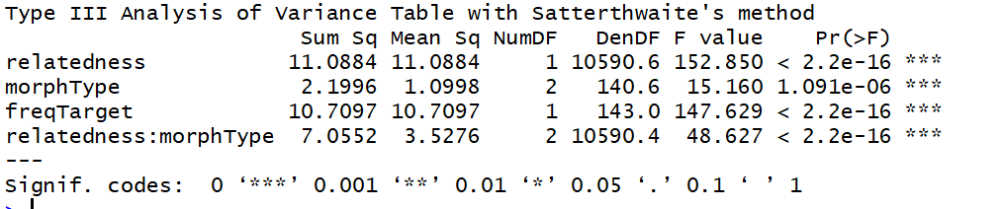 Type III Analysis of Variance Table with Satterthwaite's method
                     Sum Sq Mean Sq NumDF   DenDF F value    Pr(>F)
relatedness         11.0884 11.0884     1 10590.6 152.850 < 2.2e-16 ***
morphType            2.1996  1.0998     2   140.6  15.160 1.091e-06 ***
freqTarget          10.7097 10.7097     1   143.0 147.629 < 2.2e-16 ***
relatedness:morphType  7.0552  3.5276     2 10590.4  48.627 < 2.2e-16 ***
---
Signif. codes:  0 ‘***’ 0.001 ‘**’ 0.01 ‘*’ 0.05 ‘.’ 0.1 ‘ ’ 1
>